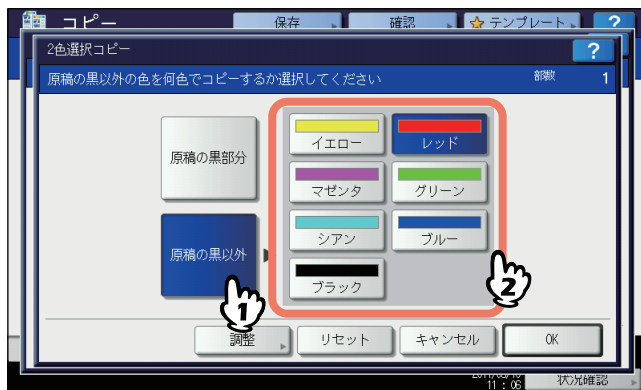 コピー 保存 確認 テンプレート ?
2色選択コピー ?
原稿の黒以外の色を何色でコピーするか選択してください 部数 1
イエロー レッド
原稿の黒部分
マゼンタ グリーン
シアン ブルー
原稿の黒以外
ブラック
1 2
調整 リセット キャンセル OK
11 : 06 状況確認